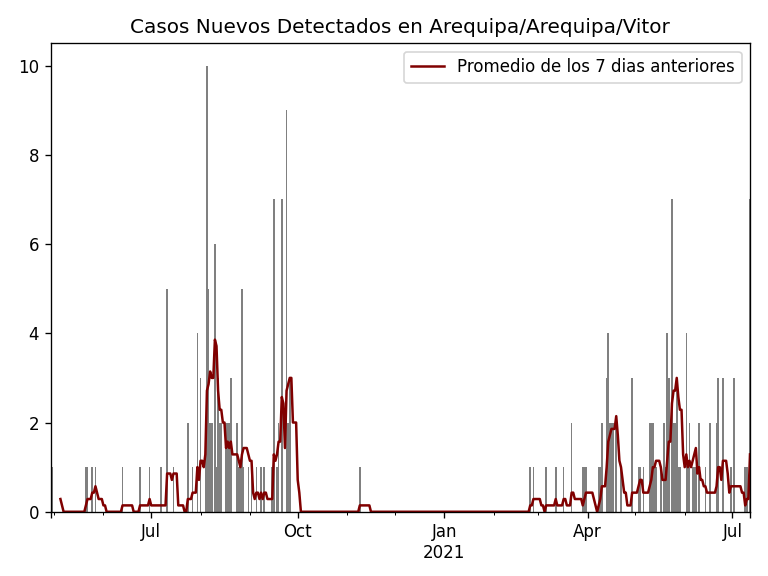 Casos Nuevos Detectados en Arequipa/Arequipa/Vitor
Promedio de los 7 dias anteriores
10
8
6
4
2
0
Jul
Oct
Jan
2021
Apr
Jul